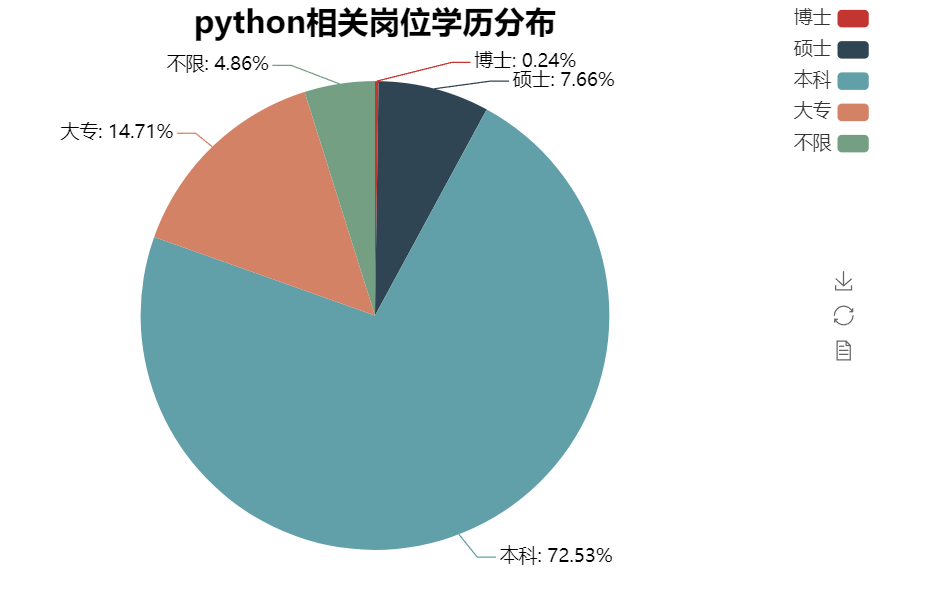 python相关岗位学历分布
博士
硕士
本科
大专
不限
不限: 4.86%
博士: 0.24%
硕士: 7.66%
大专: 14.71%
本科: 72.53%